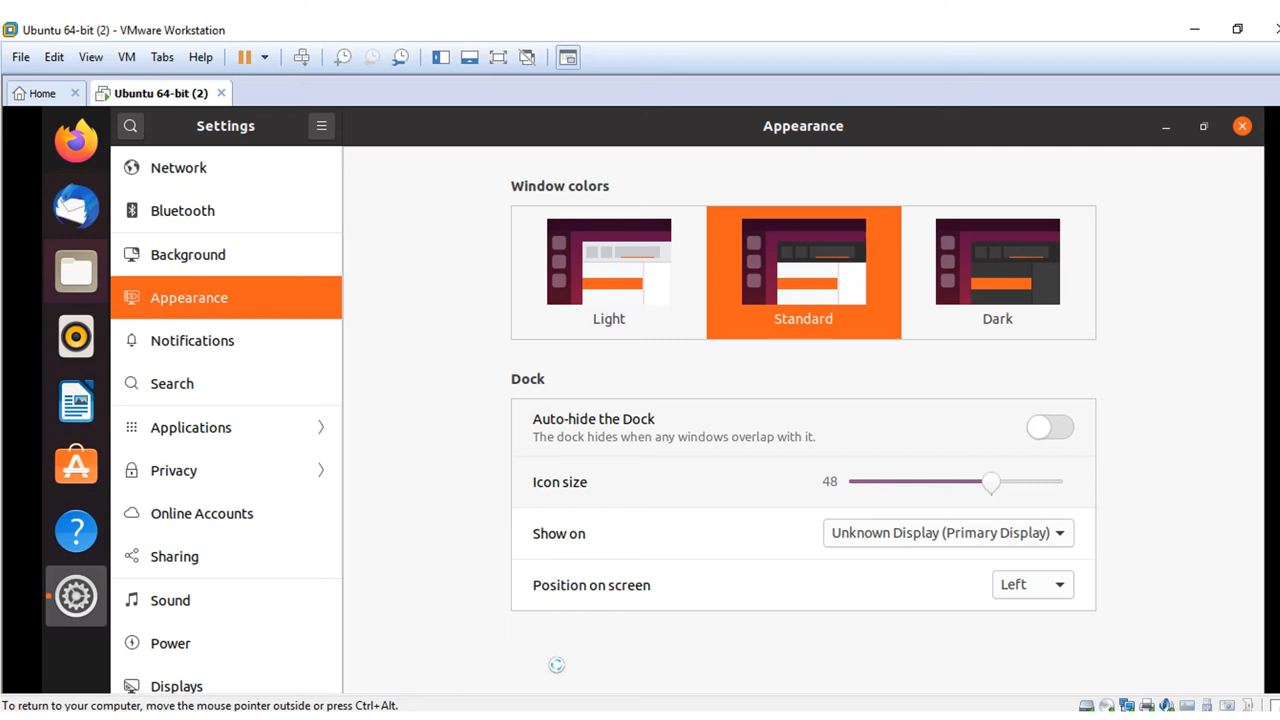 Ubuntu 64-bit (2) - VMware Workstation
File Edit View VM Tabs Help
Home Ubuntu 64-bit (2)
Settings Appearance
Network
Bluetooth
Background
Appearance
Notifications
Search
Applications
Privacy
Online Accounts
Sharing
Sound
Power
Displays
Window colors
Light Standard Dark
Dock
Auto-hide the Dock
The dock hides when any windows overlap with it.
Icon size 48
Show on Unknown Display (Primary Display)
Position on screen Left
To return to your computer, move the mouse pointer outside or press Ctrl+Alt.